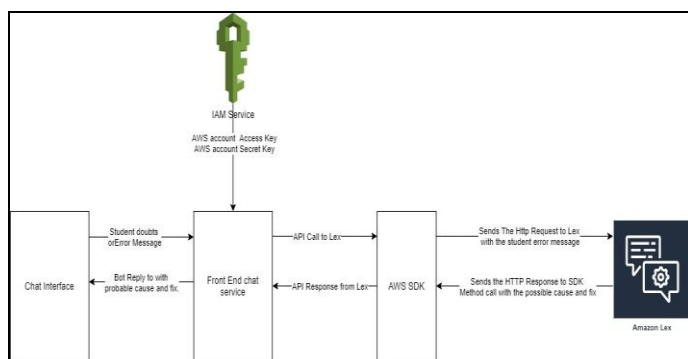 IAM Service
AWS account Access Key
AWS account Secret Key
Student doubts
orError Message
API Call to Lex
Sends The Http Request to Lex
with the student error message
Chat Interface
Bot Reply to with
probable cause and fix.
Front End chat
service
API Response from Lex
AWS SDK
Sends the HTTP Response to SDK
Method call with the possible cause and fix
Amazon Lex